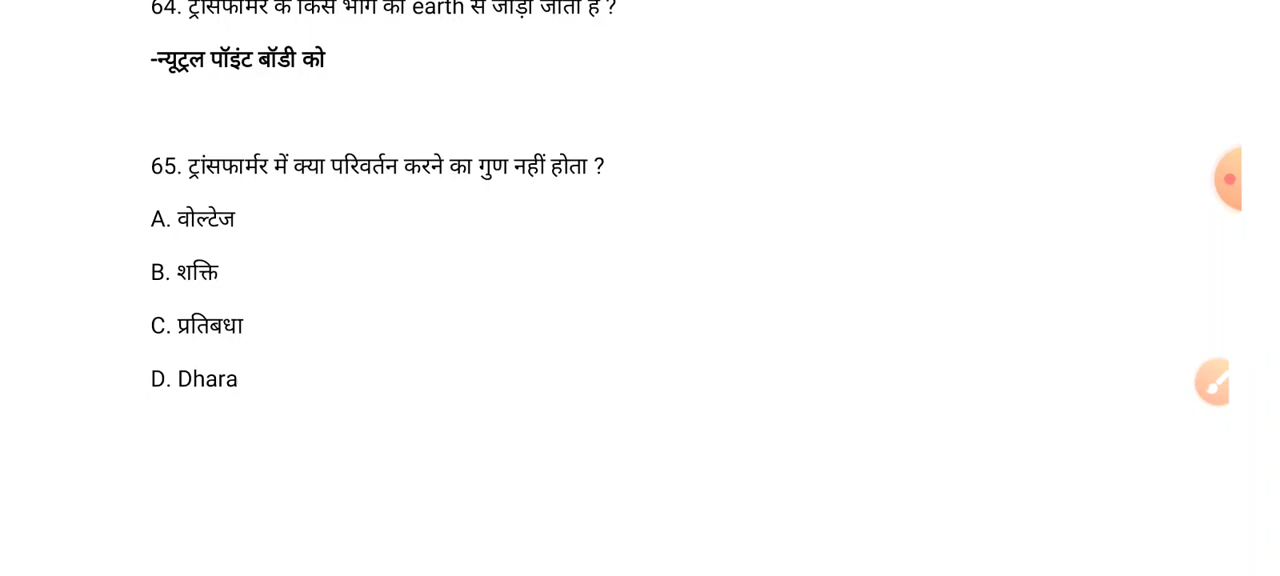 64. ट्रांसफार्मर के किस भाग को earth से जोड़ा जाता है ?
-न्यूट्रल पॉइंट बॉडी को
65. ट्रांसफार्मर में क्या परिवर्तन करने का गुण नहीं होता ?
A. वोल्टेज
B. शक्ति
C. प्रतिबधा
D. Dhara